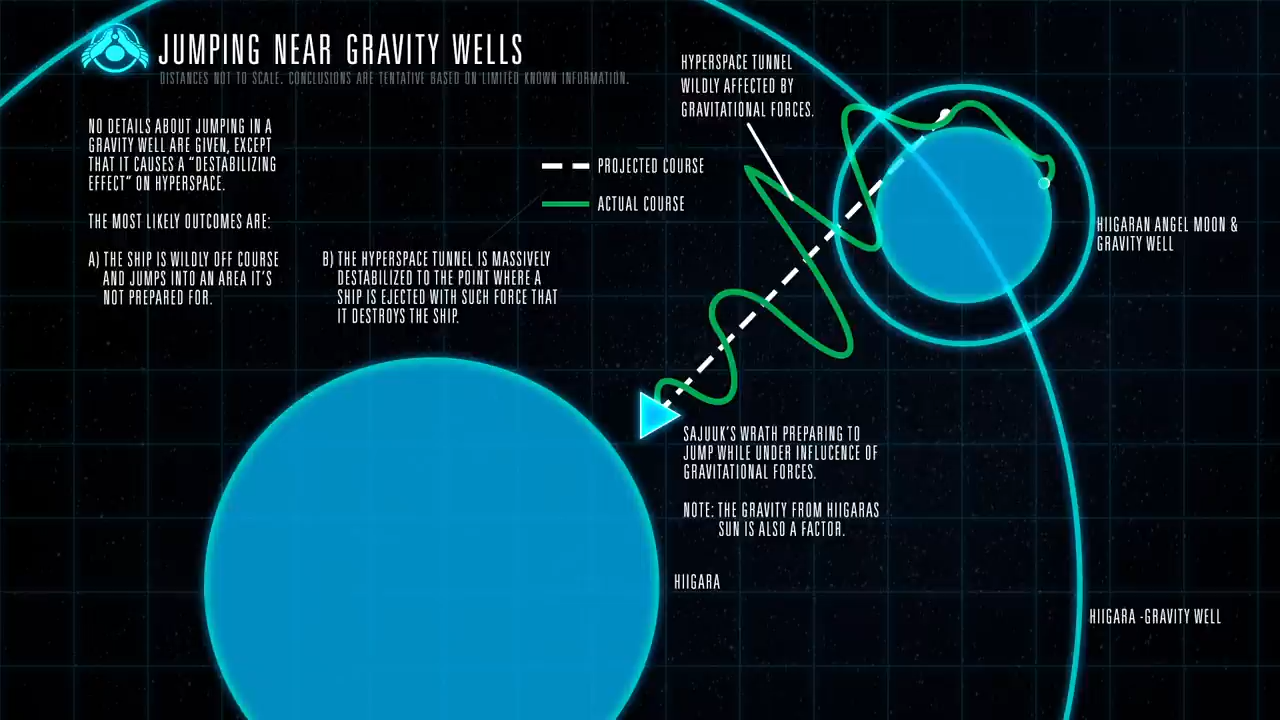 JUMPING NEAR GRAVITY WELLS
DISTANCES NOT TO SCALE. CONCLUSIONS ARE TENTATIVE BASED ON LIMITED KNOWN INFORMATION.
NO DETAILS ABOUT JUMPING IN A
GRAVITY WELL ARE GIVEN, EXCEPT
THAT IT CAUSES A "DESTABILIZING
EFFECT" ON HYPERSPACE.
THE MOST LIKELY OUTCOMES ARE:
A) THE SHIP IS WILDLY OFF COURSE
AND JUMPS INTO AN AREA IT'S
NOT PREPARED FOR.
B) THE HYPERSPACE TUNNEL IS MASSIVELY
DESTABILIZED TO THE POINT WHERE A
SHIP IS EJECTED WITH SUCH FORCE THAT
IT DESTROYS THE SHIP.
PROJECTED COURSE
ACTUAL COURSE
HYPERSPACE TUNNEL
WILDLY AFFECTED BY
GRAVITATIONAL FORCES.
HIIGARAN ANGEL MOON &
GRAVITY WELL
SAJUUK'S WRATH PREPARING TO
JUMP WHILE UNDER INFLUCENCE OF
GRAVITATIONAL FORCES.
NOTE: THE GRAVITY FROM HIIGARAS
SUN IS ALSO A FACTOR.
HIIGARA
HIIGARA -GRAVITY WELL